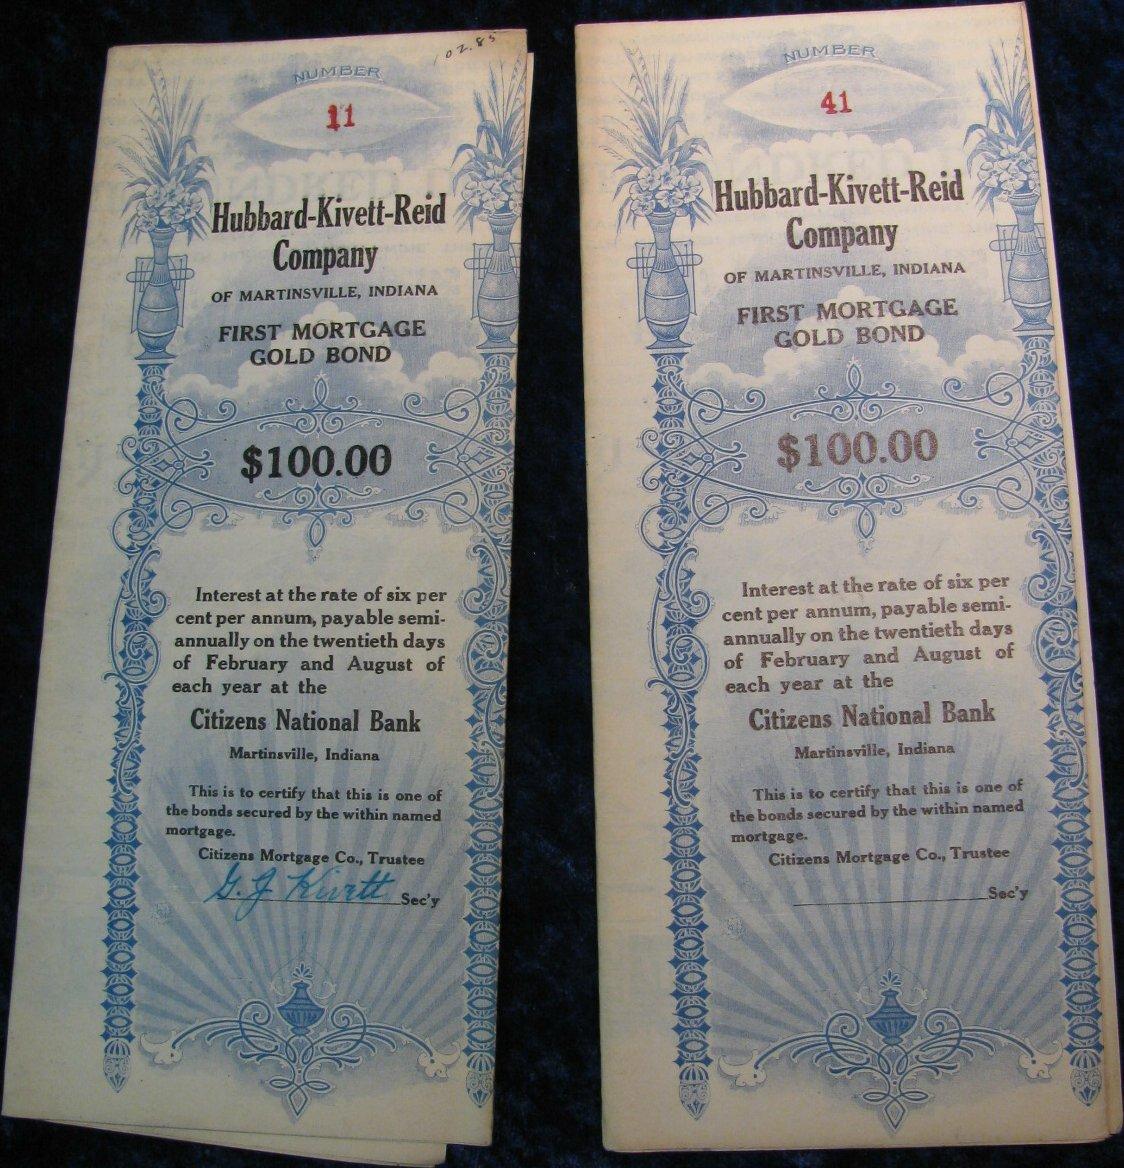 02.85
NUMBER
11
Hubbard-Kivett-Reid
Company
OF MARTINSVILLE, INDIANA
FIRST MORTGAGE
GOLD BOND
$100.00
Interest at the rate of six per
cent per annum, payable semi-
annually on the twentieth days
of February and August of
each year at the
Citizens National Bank
Martinsville, Indiana
This is to certify that this is one of
the bonds secured by the within named
mortgage.
Citizens Mortgage Co., Trustee
G. J. Kivett Sec'y
NUMBER
41
Hubbard-Kivett-Reid
Company
OF MARTINSVILLE, INDIANA
FIRST MORTGAGE
GOLD BOND
$100.00
Interest at the rate of six per
cent per annum, payable semi-
annually on the twentieth days
of February and August of
each year at the
Citizens National Bank
Martinsville, Indiana
This is to certify that this is one of
the bonds secured by the within named
mortgage.
Citizens Mortgage Co., Trustee
Sec'y